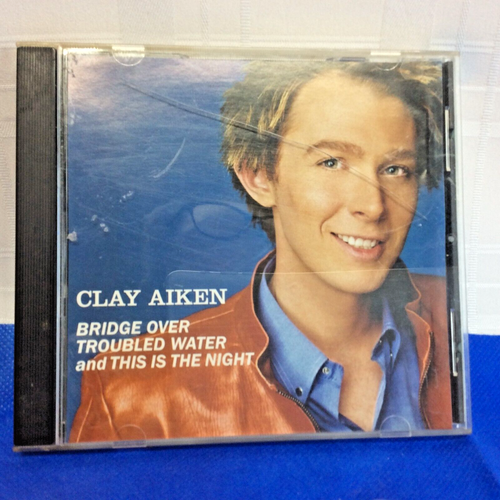 CLAY AIKEN
BRIDGE OVER
TROUBLED WATER
and THIS IS THE NIGHT